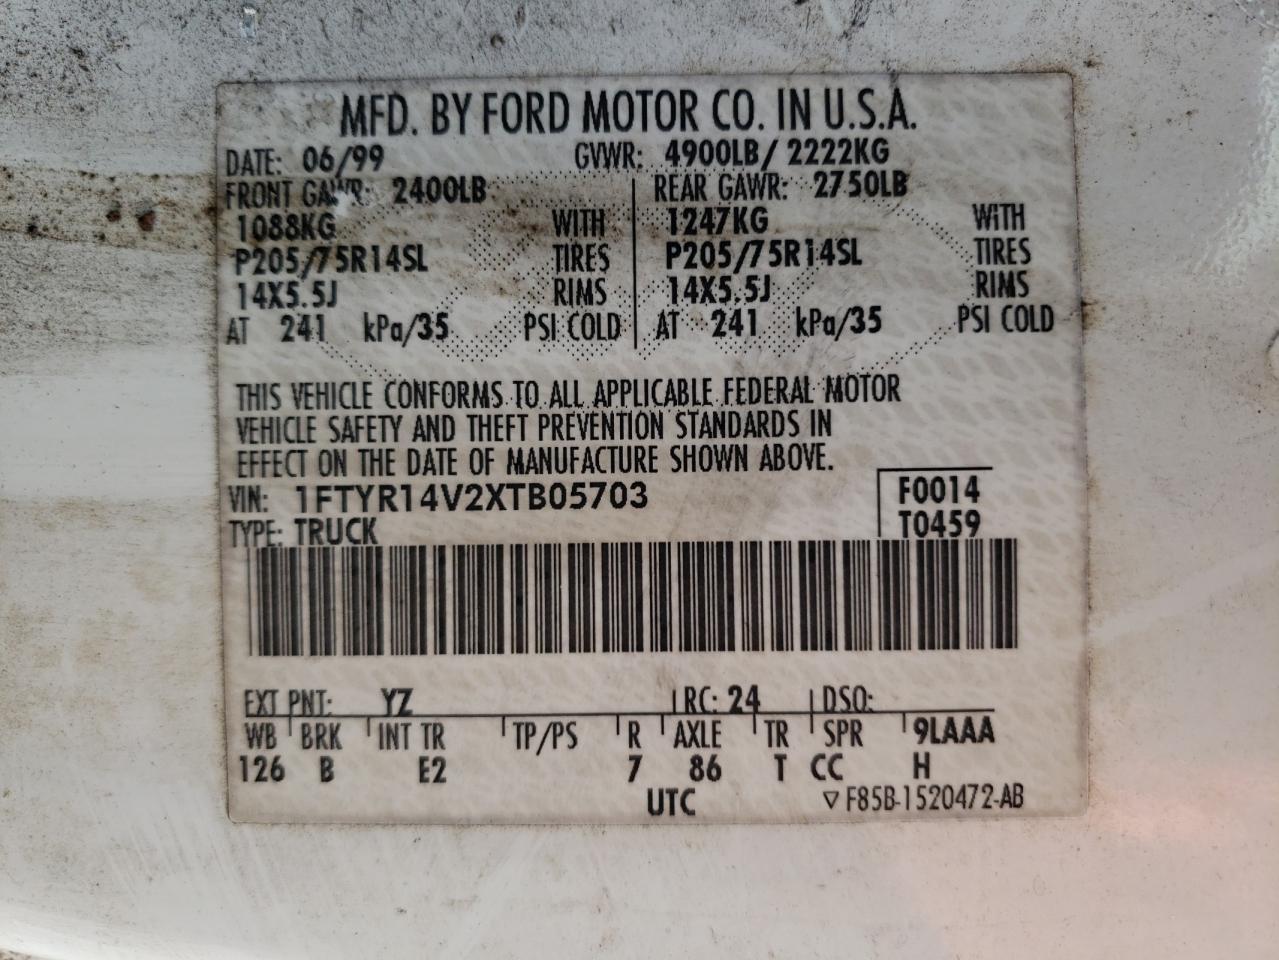 MFD. BY FORD MOTOR CO. IN U.S.A.
DATE: 06/99 GVWR: 4900LB/ 2222KG
FRONT GAWR: 2400LB REAR GAWR: 2750LB
1088KG WITH 1247KG WITH
P205/75R14SL TIRES P205/75R14SL TIRES
14X5.5J RIMS 14X5.5J RIMS
AT 241 kPa/35 PSI COLD AT 241 kPa/35 PSI COLD
THIS VEHICLE CONFORMS TO ALL APPLICABLE FEDERAL MOTOR
VEHICLE SAFETY AND THEFT PREVENTION STANDARDS IN
EFFECT ON THE DATE OF MANUFACTURE SHOWN ABOVE.
VIN: 1FTYR14V2XTB05703 F0014
TYPE: TRUCK T0459
EXT PNT: YZ RC: 24 DSO:
WB BRK INT TR TP/PS R AXLE TR SPR 9LAAA
126 B E2 7 86 T CC H
UTC ▽F85B-1520472-AB